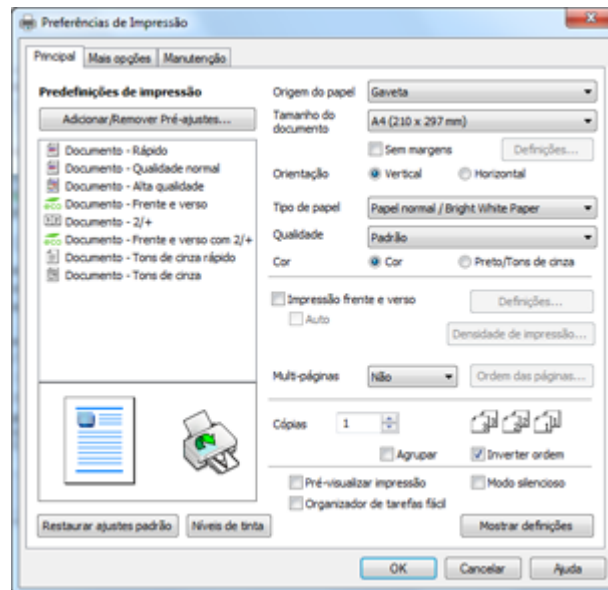 Preferências de Impressão
Principal
Mais opções
Manutenção
Predefinições de impressão
Adicionar/Remover Pré-ajustes...
Documento - Rápido
Documento - Qualidade normal
Documento - Alta qualidade
eco Documento - Frente e verso
Documento - 2/+
eco Documento - Frente e verso com 2/+
Documento - Tons de cinza rápido
Documento - Tons de cinza
Restaurar ajustes padrão
Níveis de tinta
Origem do papel
Gaveta
Tamanho do
documento
A4 (210 x 297 mm)
Sem margens
Definições...
Orientação
Vertical
Horizontal
Tipo de papel
Papel normal / Bright White Paper
Qualidade
Padrão
Cor
Cor
Preto/Tons de cinza
Impressão frente e verso
Definições...
Auto
Densidade de impressão...
Multi-páginas
Não
Ordem das páginas...
Cópias
1
Agrupar
Inverter ordem
Pré-visualizar impressão
Modo silencioso
Organizador de tarefas fácil
Mostrar definições
OK
Cancelar
Ajuda